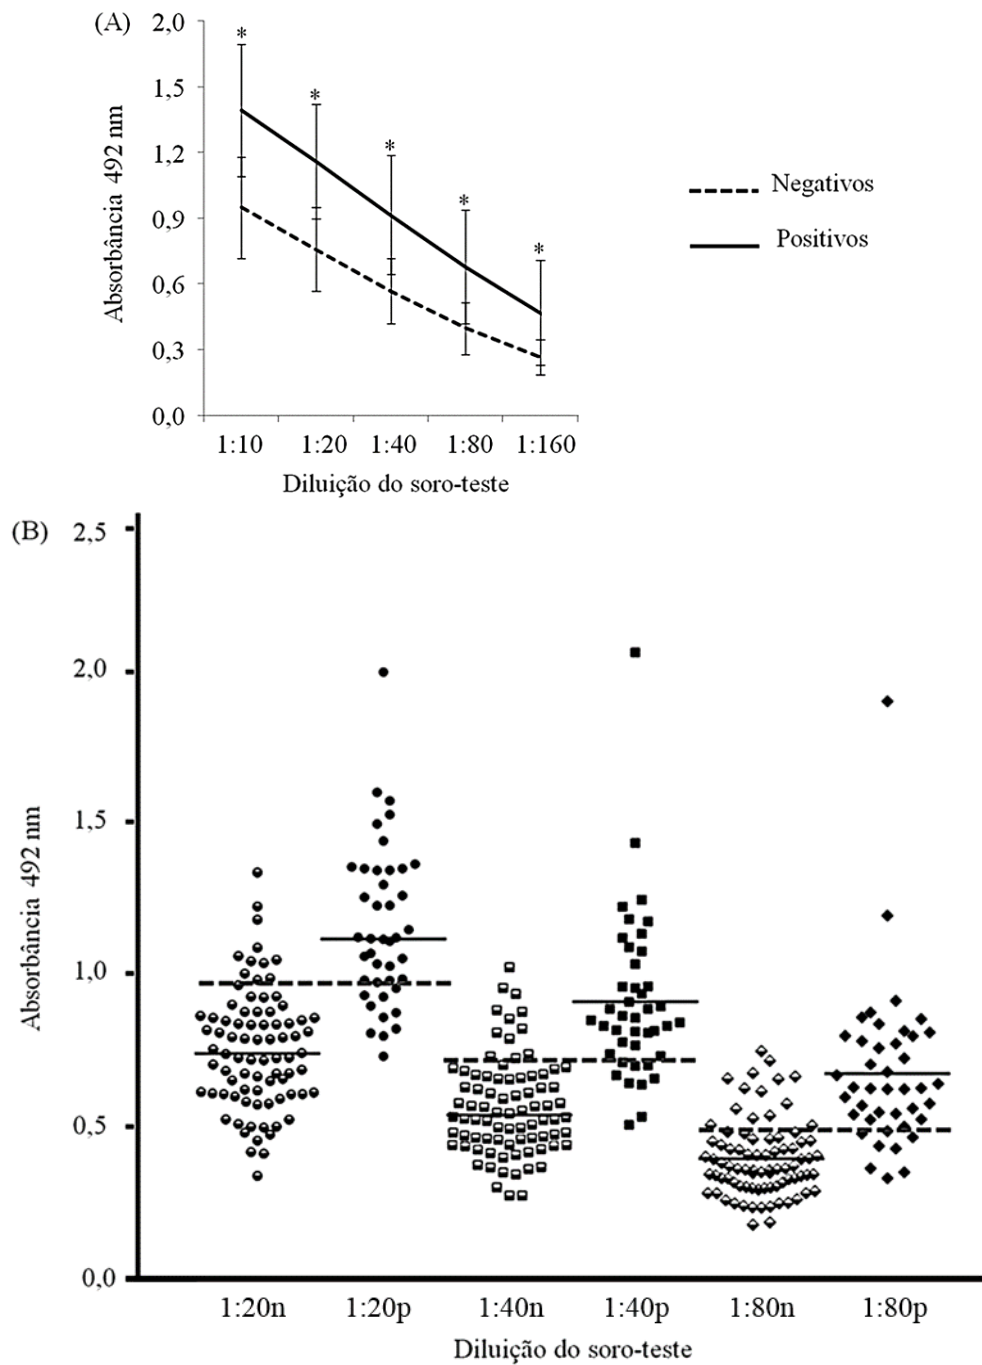 (A)
2,0
1,5
1,2
0,9
0,6
0,3
0,0
Absorbância 492 nm
* * * * *
Negativos
Positivos
1:10 1:20 1:40 1:80 1:160
Diluição do soro-teste
(B)
2,5
2,0
1,5
1,0
0,5
0,0
Absorbância 492 nm
1:20n 1:20p 1:40n 1:40p 1:80n 1:80p
Diluição do soro-teste